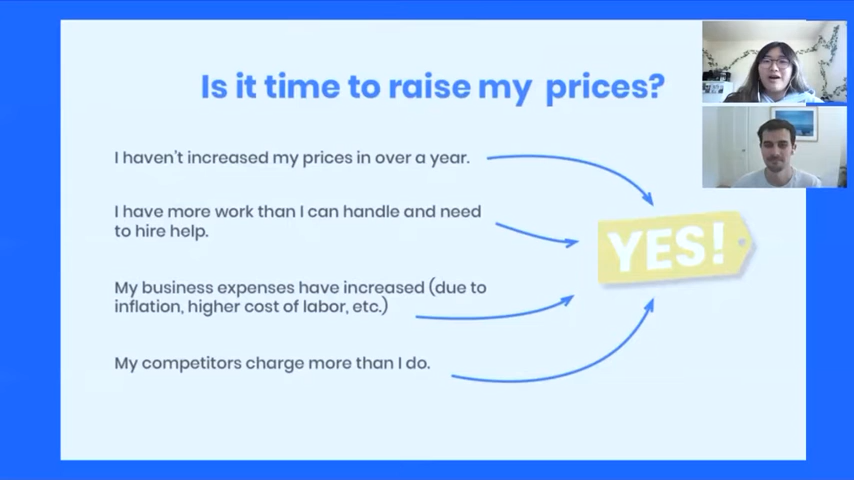 Is it time to raise my prices?
I haven't increased my prices in over a year.
I have more work than I can handle and need
to hire help.
YES!
My business expenses have increased (due to
inflation, higher cost of labor, etc.)
My competitors charge more than I do.